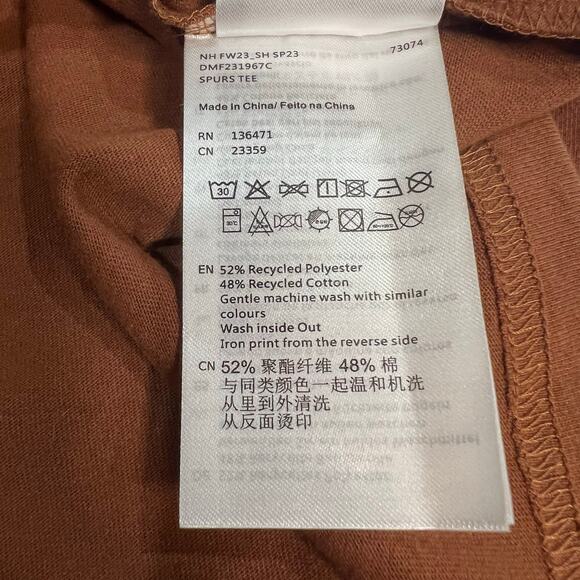 NH FW23_SH SP23
73074
DMF231967C
SPURS TEE
Made in China/ Feito na China
RN 136471
CN 23359
30
30°C
EN 52% Recycled Polyester
48% Recycled Cotton
Gentle machine wash with similar
colours
Wash inside Out
Iron print from the reverse side
CN 52% 聚酯纤维 48% 棉
与同类颜色一起温和机洗
从里到外清洗
从反面烫印